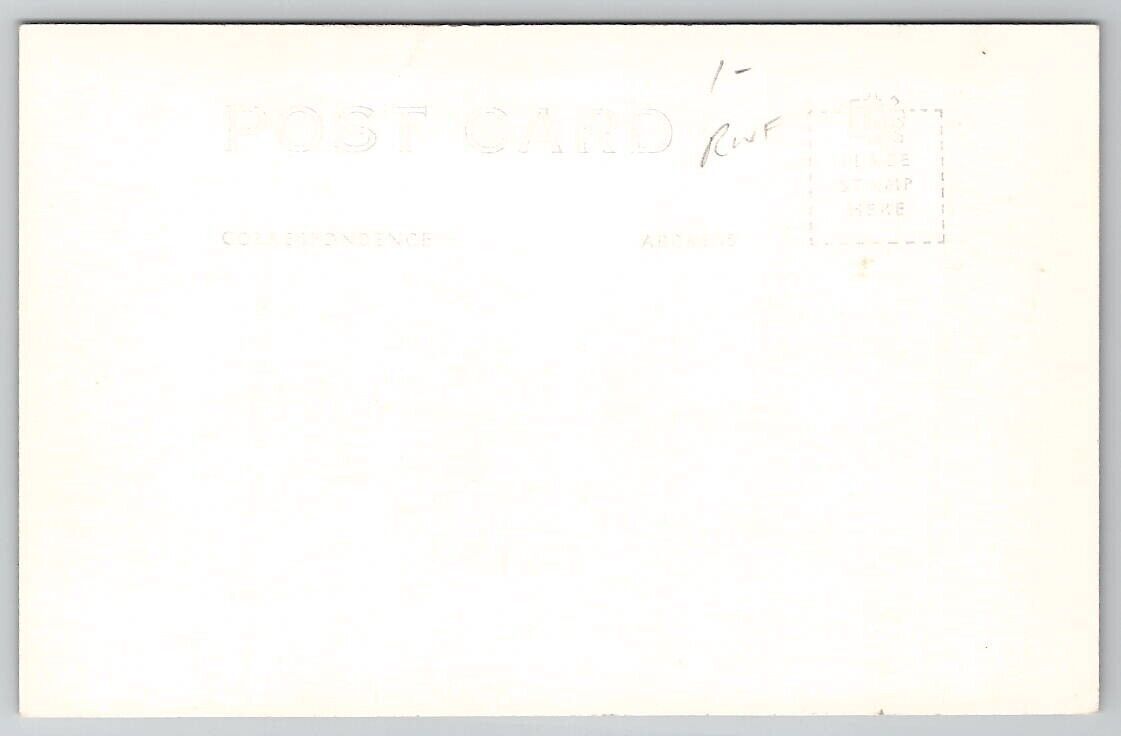 1-
POST CARD
RWF
PLACE
STAMP
HERE
CORRESPONDENCE
ADDRESS